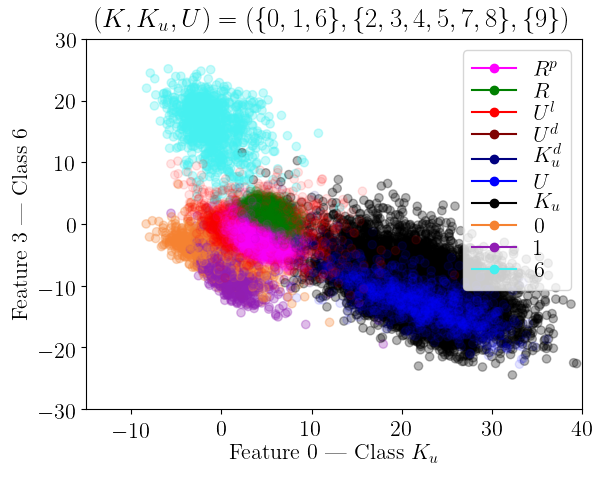 (K, K_u, U) = ({0, 1, 6}, {2, 3, 4, 5, 7, 8}, {9})
30
20
10
0
−10
−20
−30
Feature 3 — Class 6
R^p
R
U^l
U^d
K_u^d
U
K_u
0
1
6
−10
0
10
20
30
40
Feature 0 — Class K_u